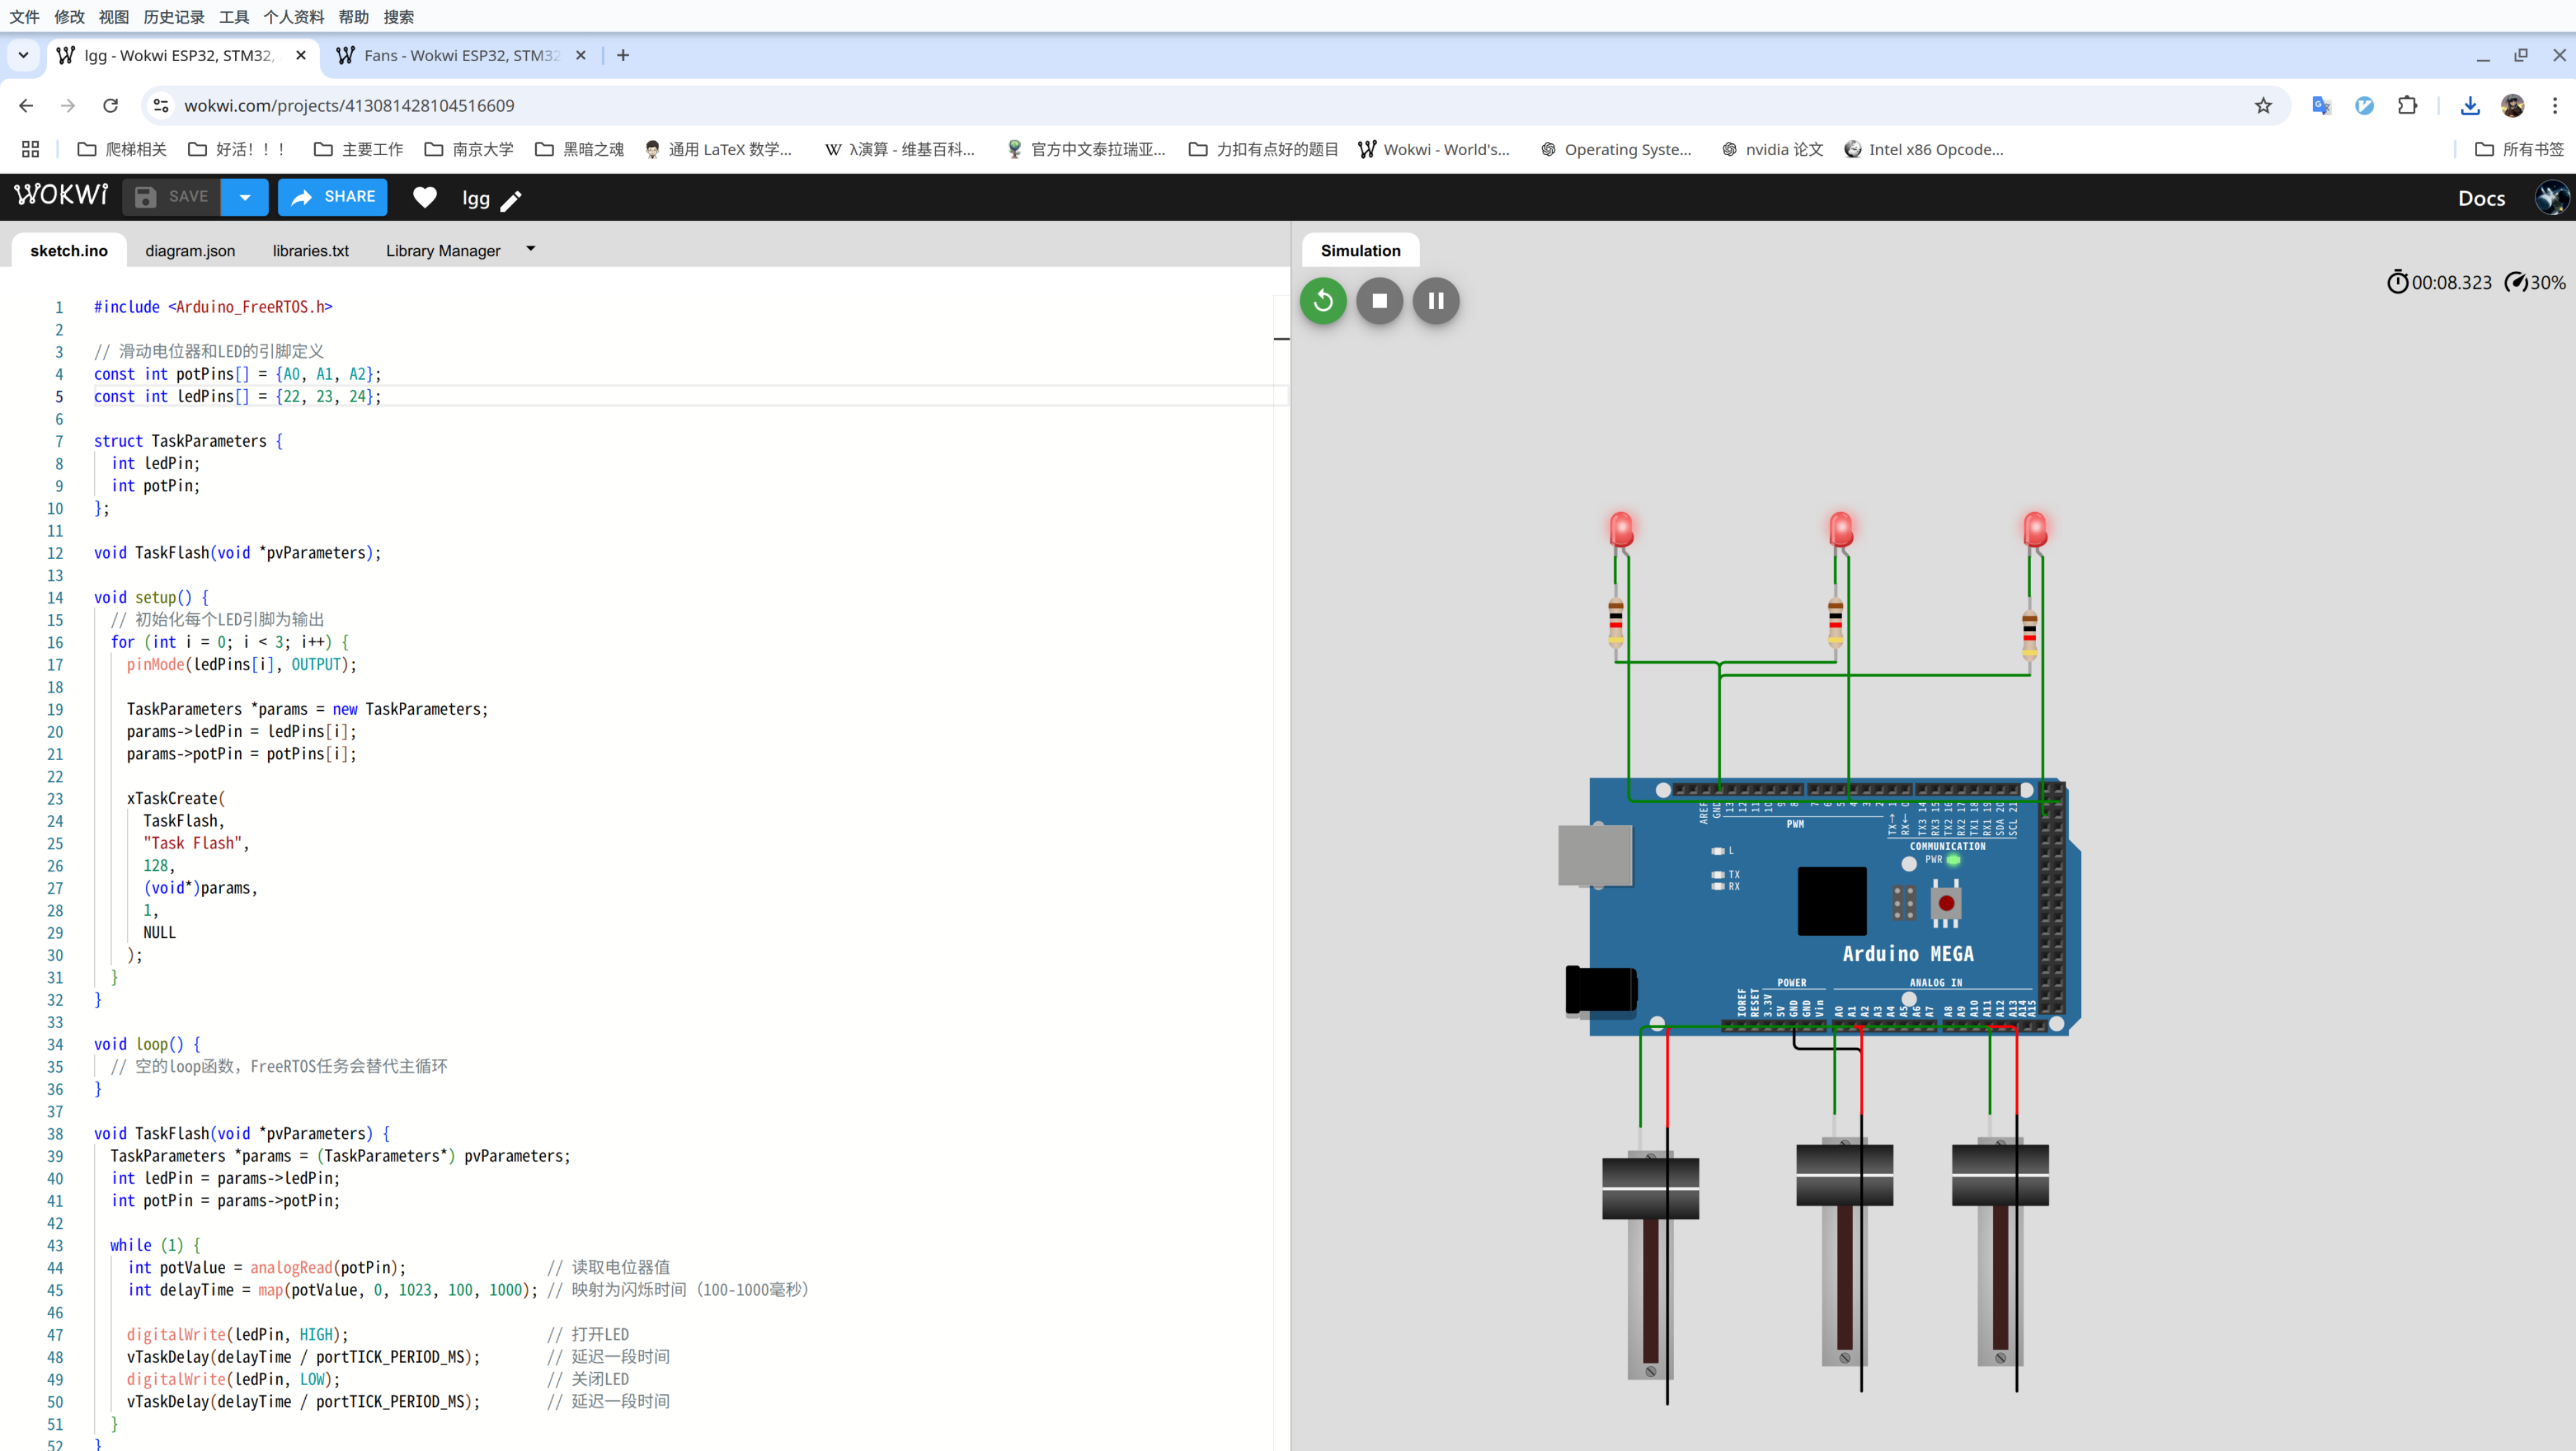 文件 修改 视图 历史记录 工具 个人资料 帮助 搜索
lgg - Wokwi ESP32, STM32, Fans - Wokwi ESP32, STM32
wokwi.com/projects/413081428104516609
爬梯相关 好活！！！ 主要工作 南京大学 黑暗之魂 通用 LaTeX 数学... λ演算 - 维基百科... 官方中文泰拉瑞亚... 力扣有点好的题目 Wokwi - World's... Operating Syste... nvidia 论文 Intel x86 Opcode... 所有书签
WOKWi SAVE SHARE lgg Docs
sketch.ino diagram.json libraries.txt Library Manager
1 #include <Arduino_FreeRTOS.h>
2
3 // 滑动电位器和LED的引脚定义
4 const int potPins[] = {A0, A1, A2};
5 const int ledPins[] = {22, 23, 24};
6
7 struct TaskParameters {
8 int ledPin;
9 int potPin;
10 };
11
12 void TaskFlash(void *pvParameters);
13
14 void setup() {
15 // 初始化每个LED引脚为输出
16 for (int i = 0; i < 3; i++) {
17 pinMode(ledPins[i], OUTPUT);
18
19 TaskParameters *params = new TaskParameters;
20 params->ledPin = ledPins[i];
21 params->potPin = potPins[i];
22
23 xTaskCreate(
24 TaskFlash,
25 "Task Flash",
26 128,
27 (void*)params,
28 1,
29 NULL
30 );
31 }
32 }
33
34 void loop() {
35 // 空的loop函数，FreeRTOS任务会替代主循环
36 }
37
38 void TaskFlash(void *pvParameters) {
39 TaskParameters *params = (TaskParameters*) pvParameters;
40 int ledPin = params->ledPin;
41 int potPin = params->potPin;
42
43 while (1) {
44 int potValue = analogRead(potPin); // 读取电位器值
45 int delayTime = map(potValue, 0, 1023, 100, 1000); // 映射为闪烁时间（100-1000毫秒）
46
47 digitalWrite(ledPin, HIGH); // 打开LED
48 vTaskDelay(delayTime / portTICK_PERIOD_MS); // 延迟一段时间
49 digitalWrite(ledPin, LOW); // 关闭LED
50 vTaskDelay(delayTime / portTICK_PERIOD_MS); // 延迟一段时间
51 }
52 }
Simulation
00:08.323 30%
AREF GND 13 12 11 10 9 8 7 6 5 4 3 2 1 0 TX3 14 RX3 15 TX2 16 RX2 17 TX1 18 RX1 19 SDA 20 SCL 21
PWM TX→ RX←
COMMUNICATION
L PWR
TX
RX
Arduino MEGA
POWER ANALOG IN
IOREF RESET 3.3V 5V GND GND Vin A0 A1 A2 A3 A4 A5 A6 A7 A8 A9 A10 A11 A12 A13 A14 A15